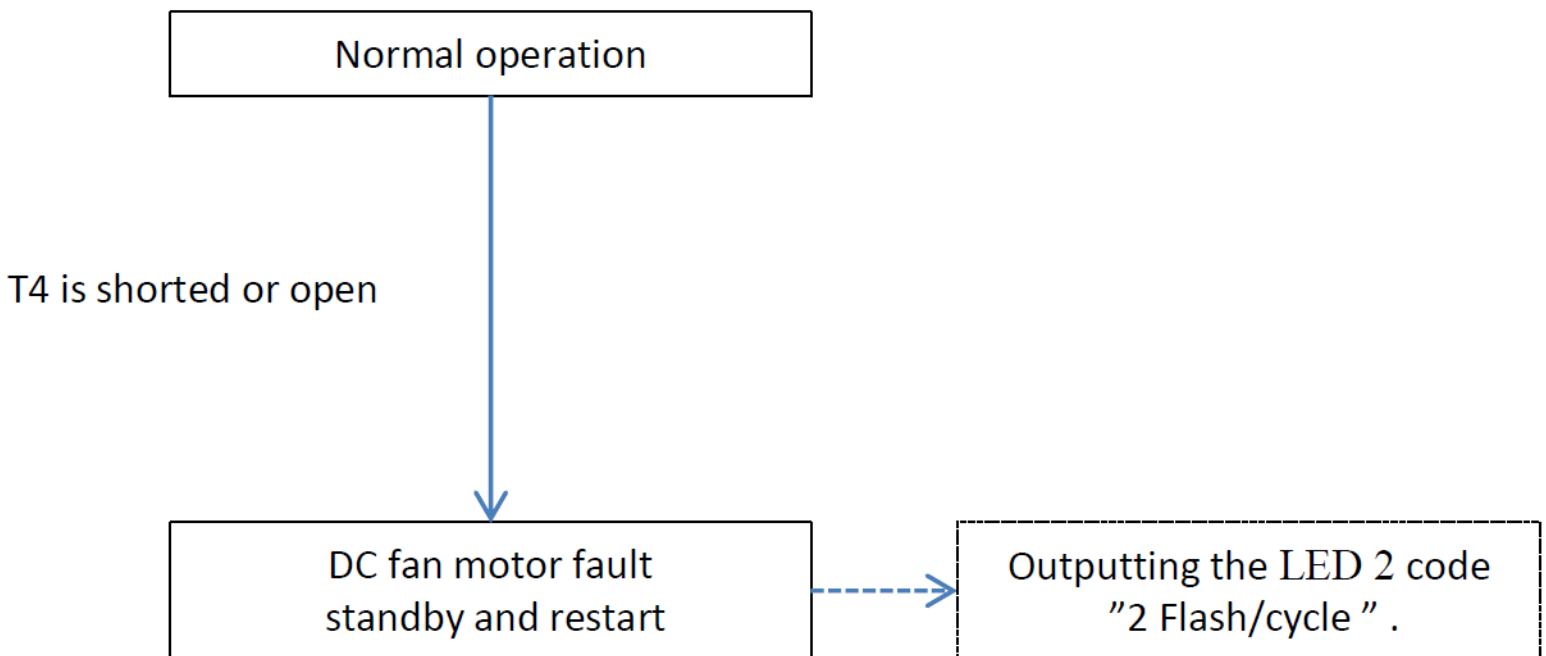 Normal operation
T4 is shorted or open
DC fan motor fault
standby and restart
Outputting the LED 2 code
”2 Flash/cycle ” .